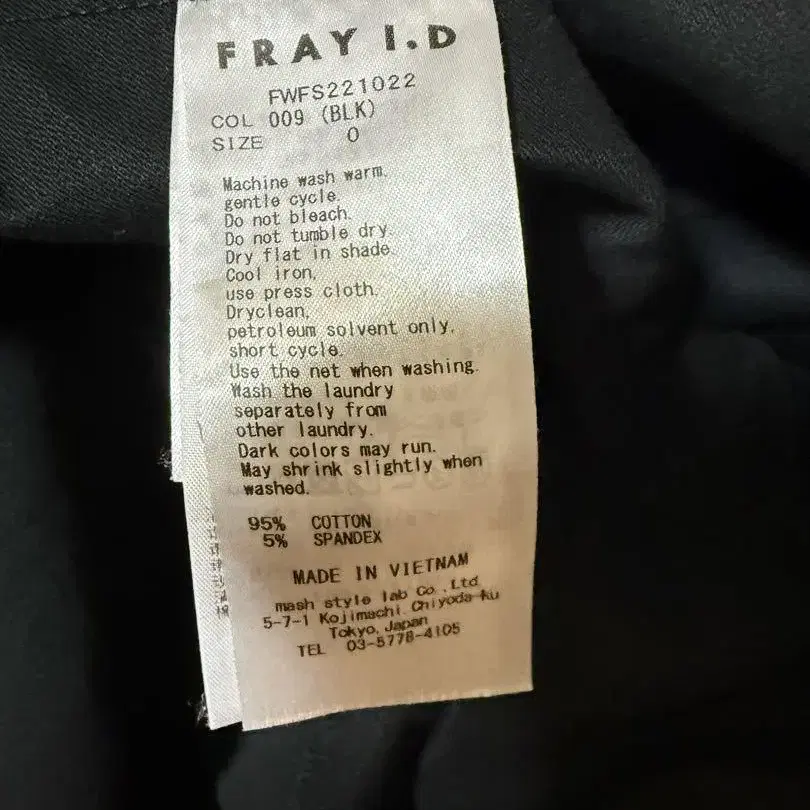 FRAY I.D
FWFS221022
COL 009 (BLK)
SIZE 0
Machine wash warm.
gentle cycle.
Do not bleach.
Do not tumble dry.
Dry flat in shade.
Cool iron,
use press cloth.
Dryclean,
petroleum solvent only.
short cycle.
Use the net when washing.
Wash the laundry
separately from
other laundry.
Dark colors may run.
May shrink slightly when
washed.
95% COTTON
5% SPANDEX
MADE IN VIETNAM
mash style lab Co.,Ltd
5-7-1 Kojimachi Chiyoda-ku
Tokyo, Japan
TEL 03-5778-4105